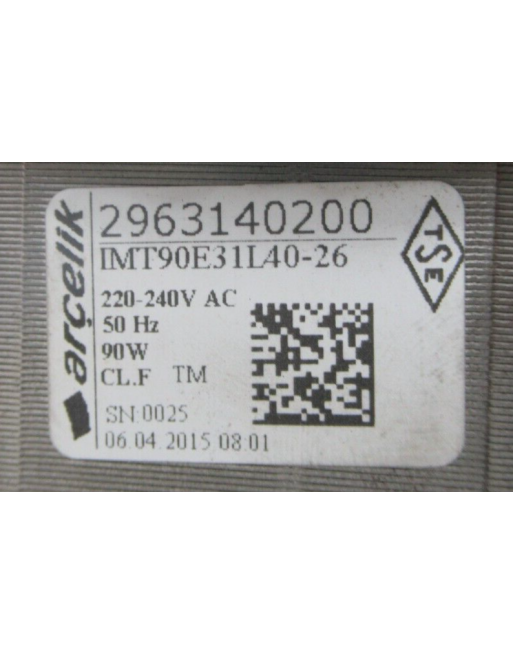 arçelik
2963140200
IMT90E31L40-26
TSE
220-240V AC
50 Hz
90W
CL.F TM
SN:0025
06.04.2015 08:01